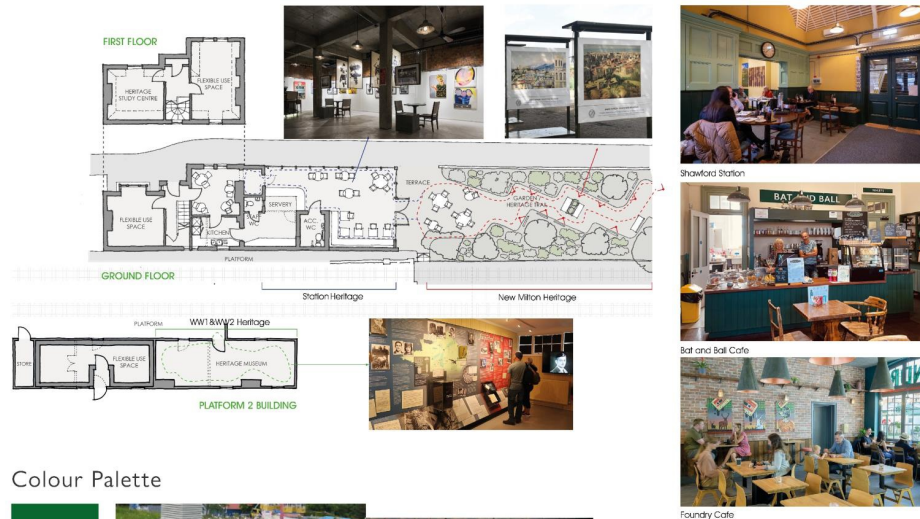 FIRST FLOOR
HERITAGE
STUDY CENTRE
FLEXIBLE USE
SPACE
FLEXIBLE USE
SPACE
KITCHEN
WC
SERVERY
ACC.
WC
TERRACE
GARDEN
HERITAGE TRAIL
PLATFORM
GROUND FLOOR
Station Heritage
New Milton Heritage
PLATFORM
WW1&WW2 Heritage
STORE
FLEXIBLE USE
SPACE
HERITAGE MUSEUM
PLATFORM 2 BUILDING
Shawford Station
BAT AND BALL
Bat and Ball Cafe
Foundry Cafe
Colour Palette